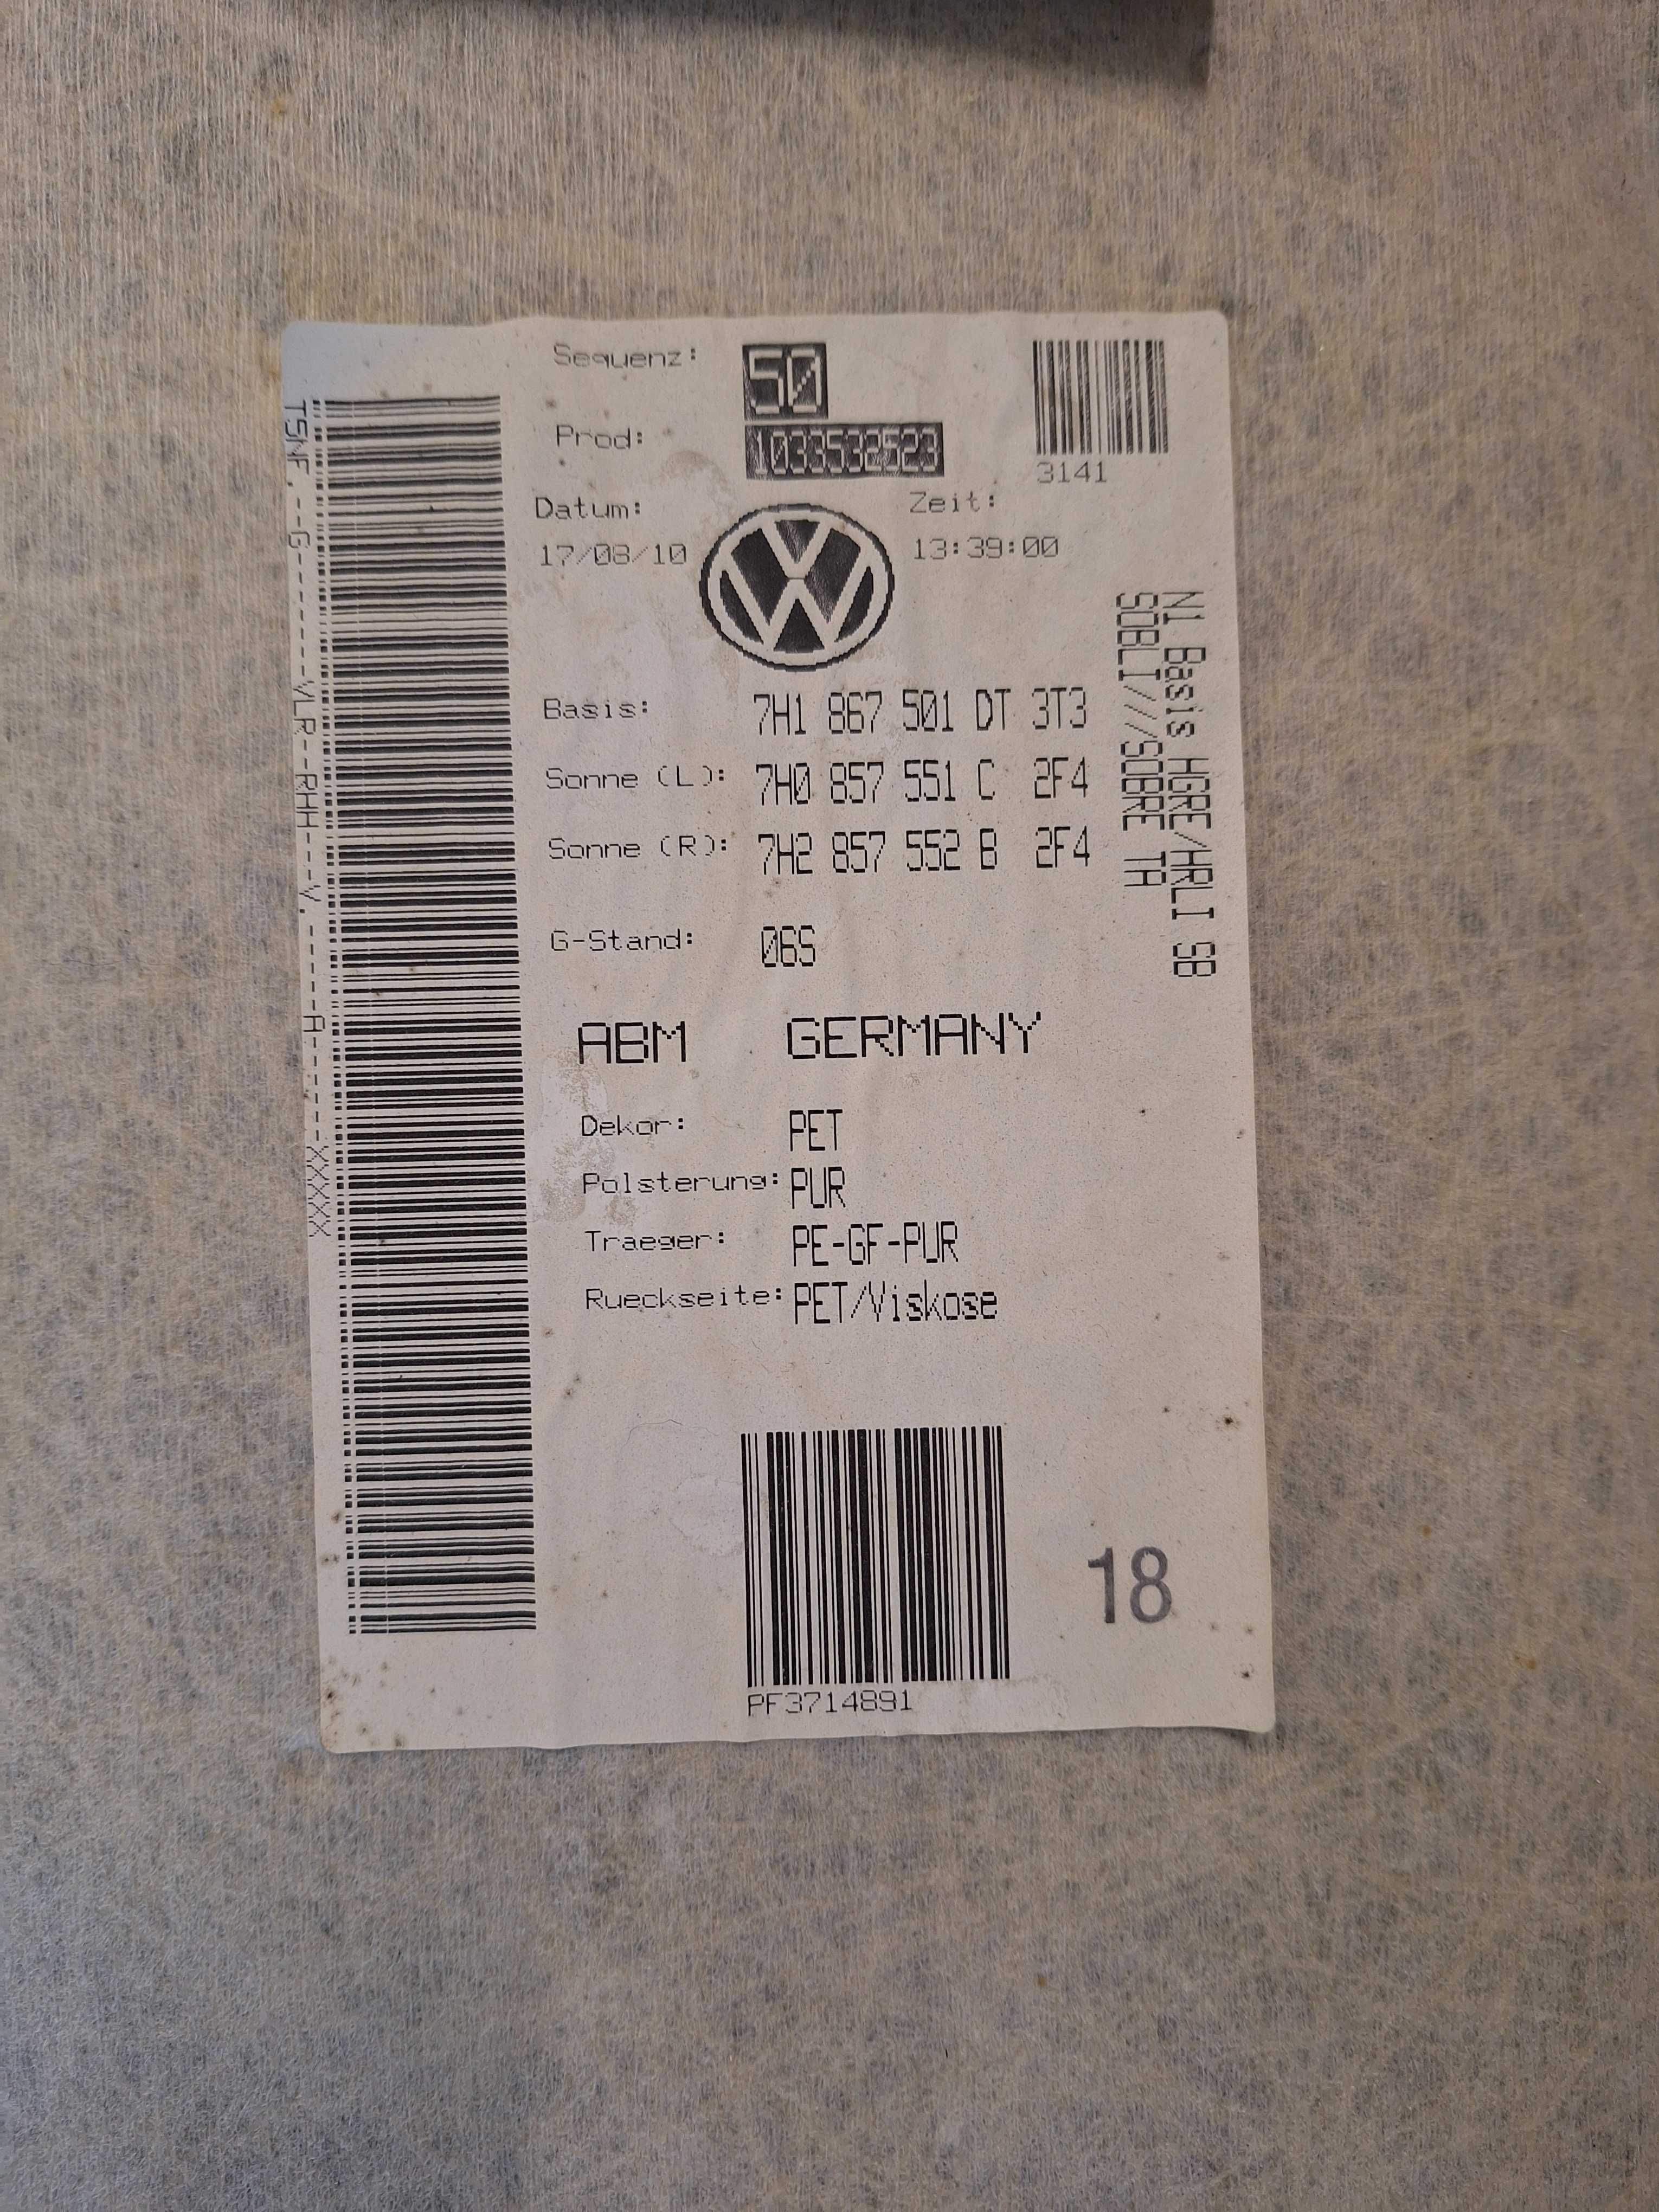 Sequenz: 50
Prod: 1033532523
3141
Datum: Zeit:
17/08/10 13:39:00
Basis: 7H1 867 501 DT 3T3
Sonne (L): 7H0 857 551 C 2F4
Sonne (R): 7H2 857 552 B 2F4
G-Stand: 06S
ABM GERMANY
Dekor: PET
Polsterung: PUR
Traeger: PE-GF-PUR
Rueckseite: PET/Viskose
PF3714891
18
N1 Basis HGRE/HRLI SB
SOBLI///SOBRE TA